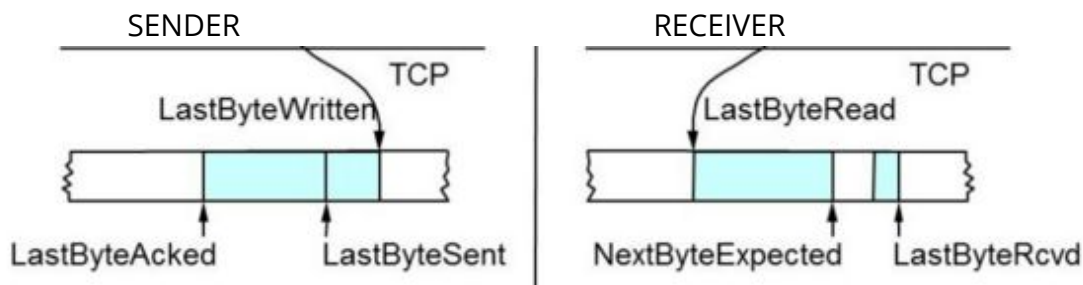 SENDER
RECEIVER
TCP
TCP
LastByteWritten
LastByteRead
LastByteAcked
LastByteSent
NextByteExpected
LastByteRcvd